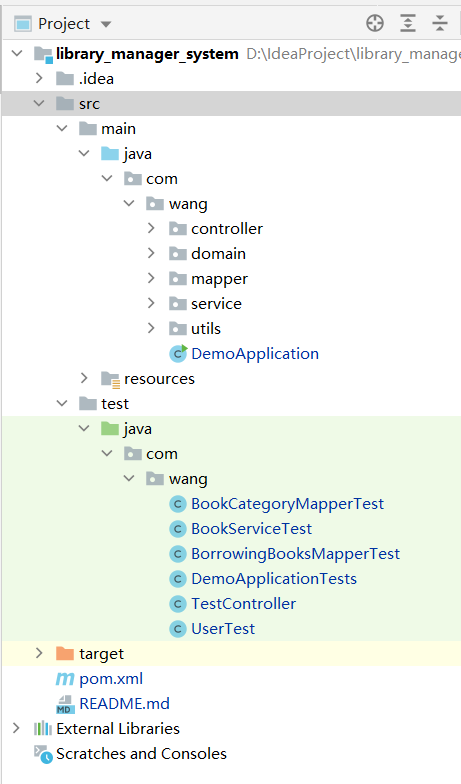 Project
library_manager_system D:\IdeaProject\library_manage
.idea
src
main
java
com
wang
controller
domain
mapper
service
utils
DemoApplication
resources
test
java
com
wang
BookCategoryMapperTest
BookServiceTest
BorrowingBooksMapperTest
DemoApplicationTests
TestController
UserTest
target
pom.xml
README.md
External Libraries
Scratches and Consoles